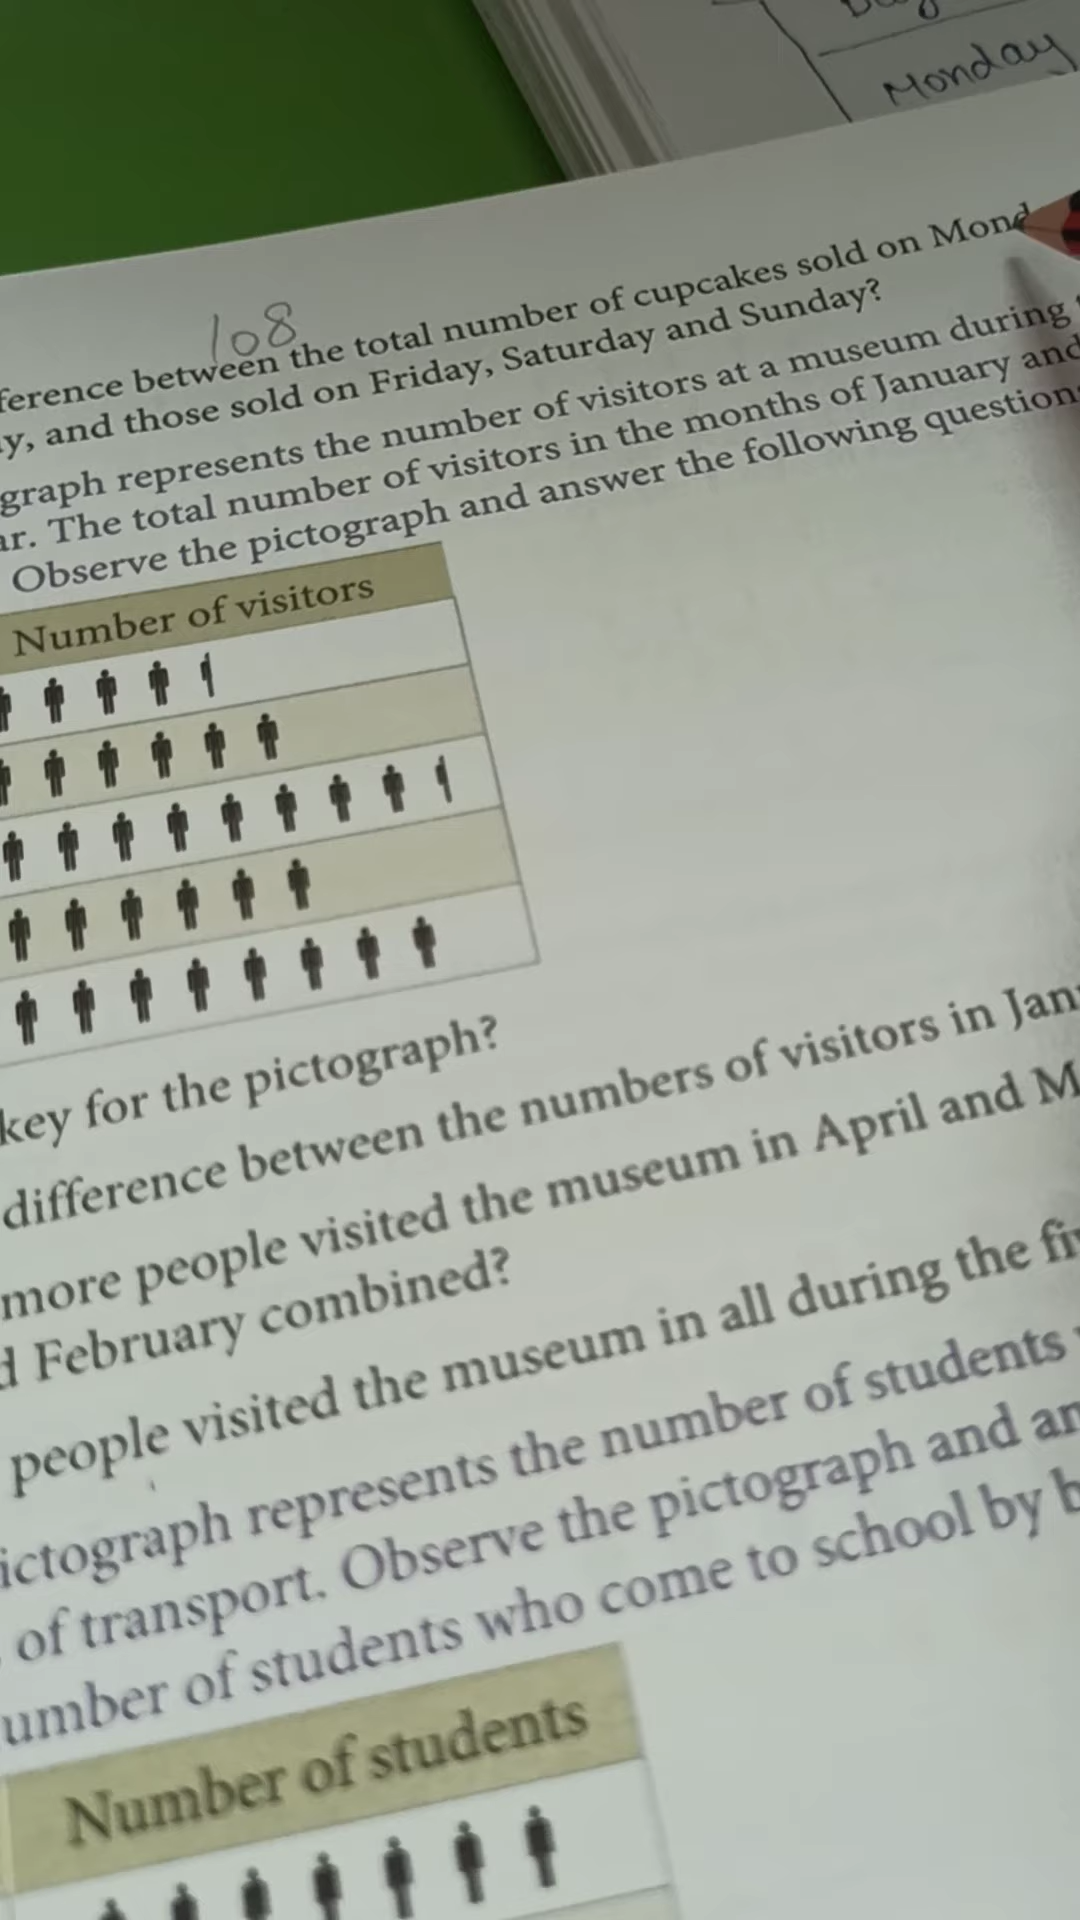 Monday
108
ference between the total number of cupcakes sold on Mond
y, and those sold on Friday, Saturday and Sunday?
graph represents the number of visitors at a museum during
ar. The total number of visitors in the months of January and
Observe the pictograph and answer the following question
Number of visitors
key for the pictograph?
difference between the numbers of visitors in Jan
more people visited the museum in April and M
d February combined?
people visited the museum in all during the fi
ictograph represents the number of students
of transport. Observe the pictograph and an
umber of students who come to school by b
Number of students